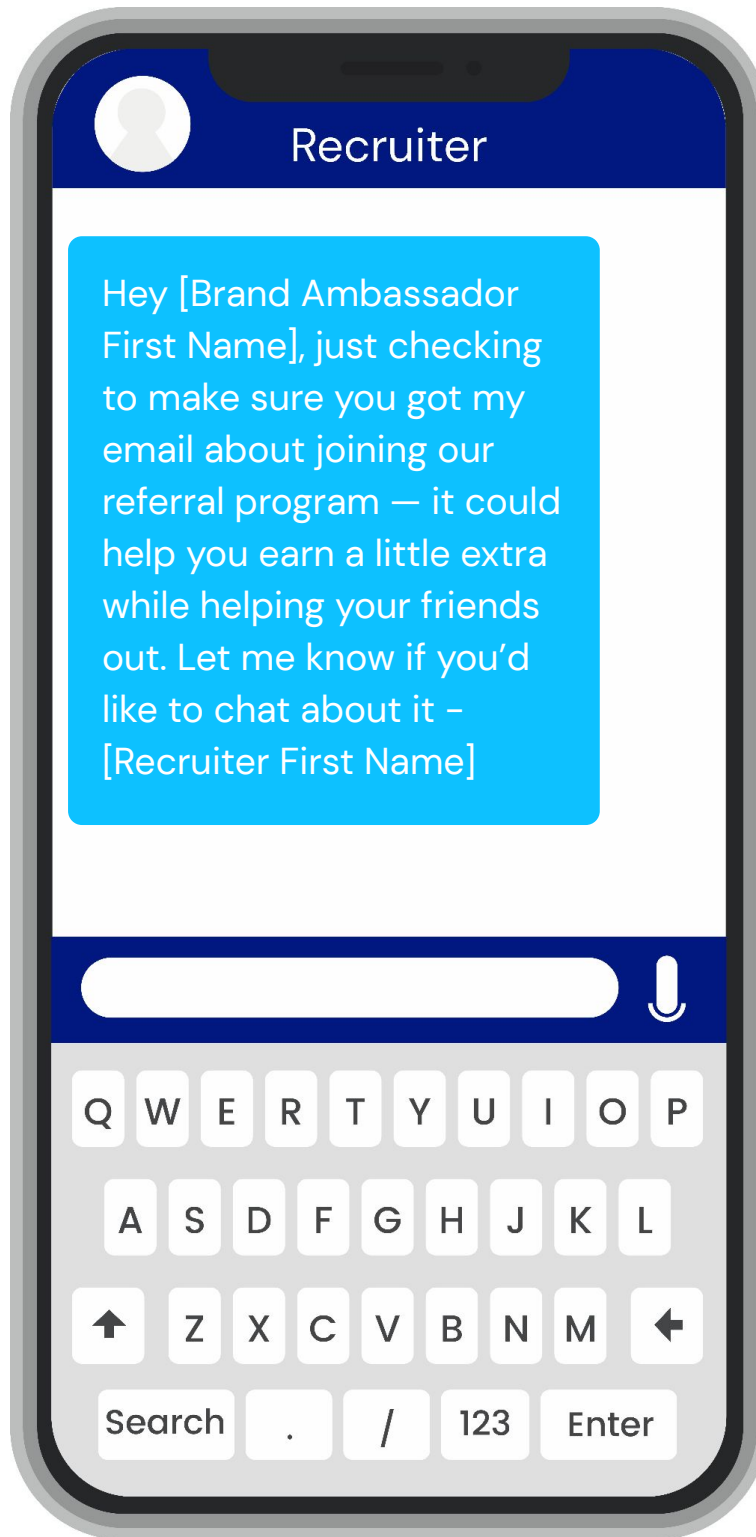 Recruiter
Hey [Brand Ambassador
First Name], just checking
to make sure you got my
email about joining our
referral program — it could
help you earn a little extra
while helping your friends
out. Let me know if you’d
like to chat about it -
[Recruiter First Name]
Q W E R T Y U I O P
A S D F G H J K L
Z X C V B N M
Search . / 123 Enter